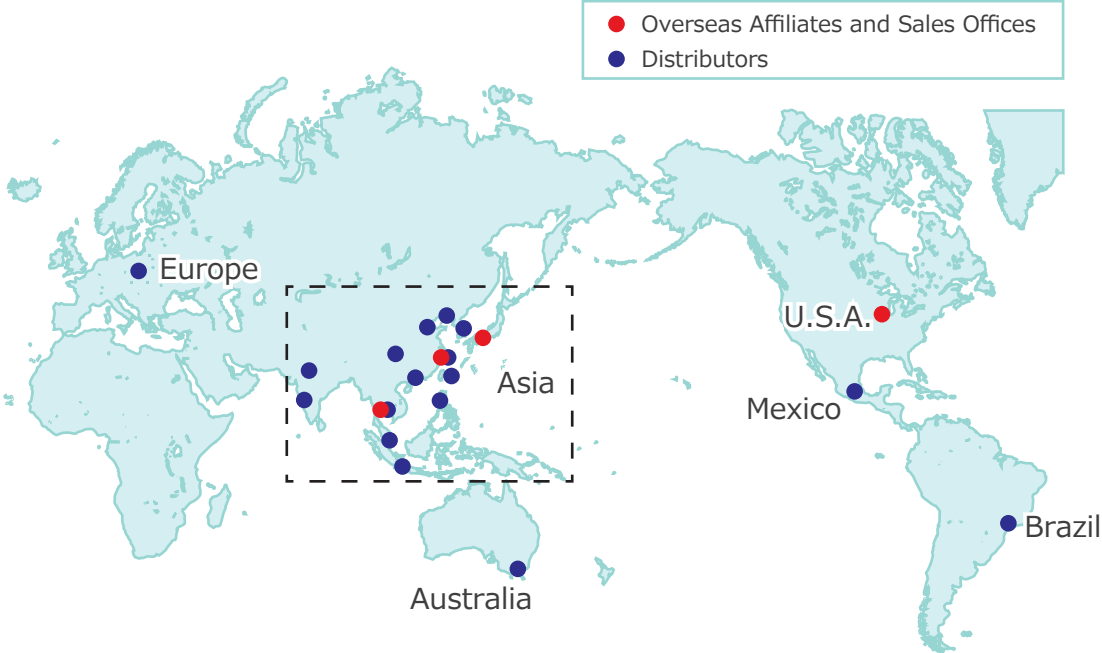 Overseas Affiliates and Sales Offices
Distributors
Europe
U.S.A.
Asia
Mexico
Brazil
Australia